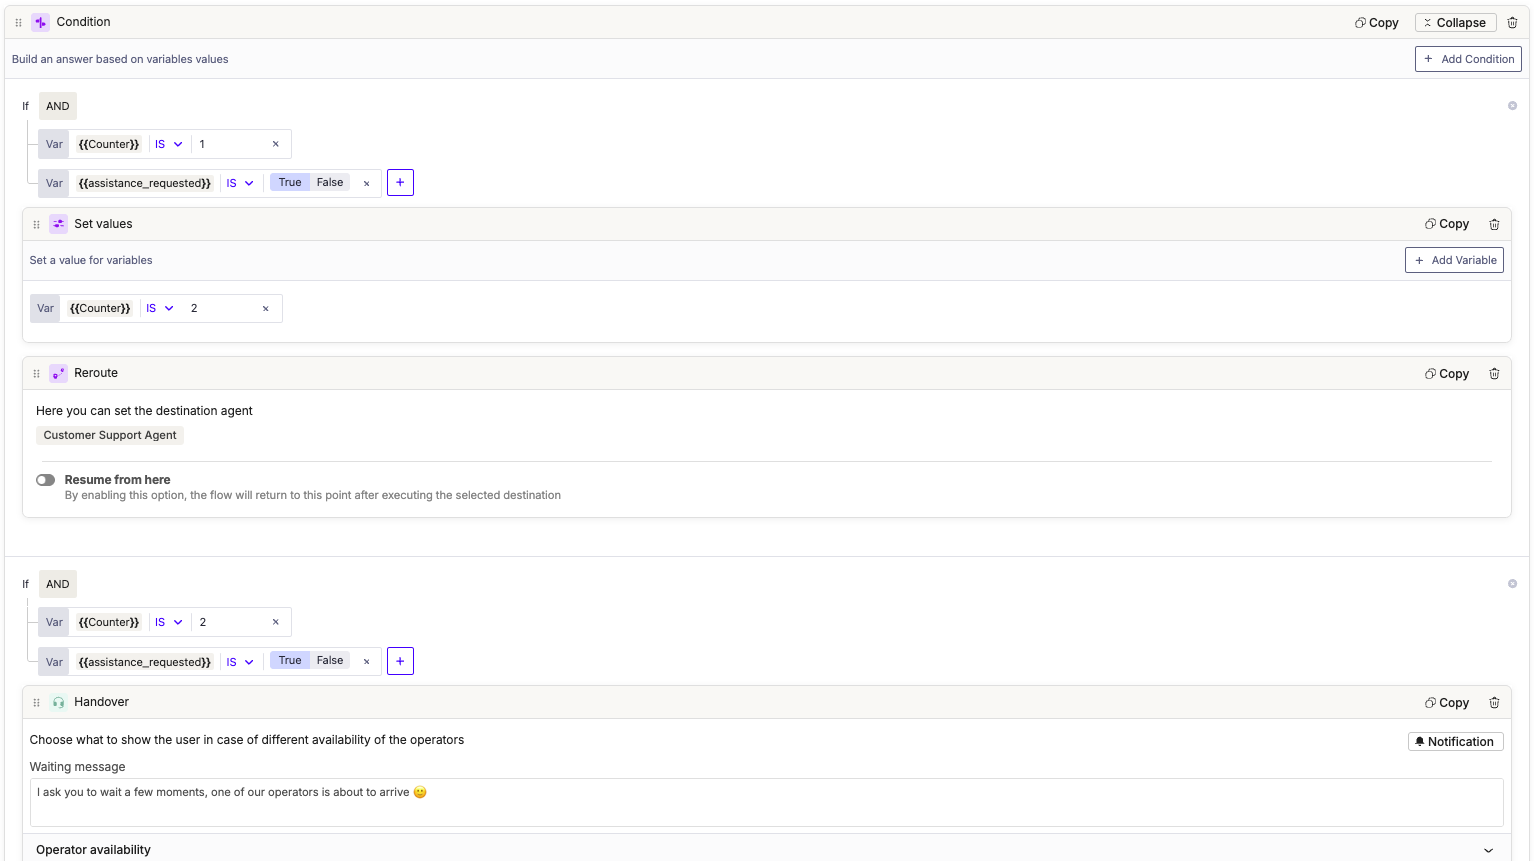 Condition
Copy
Collapse
Build an answer based on variables values
+ Add Condition
If AND
Var {{Counter}} IS 1 ×
Var {{assistance_requested}} IS True False × +
Set values
Copy
Set a value for variables
+ Add Variable
Var {{Counter}} IS 2 ×
Reroute
Copy
Here you can set the destination agent
Customer Support Agent
Resume from here
By enabling this option, the flow will return to this point after executing the selected destination
If AND
Var {{Counter}} IS 2 ×
Var {{assistance_requested}} IS True False × +
Handover
Copy
Choose what to show the user in case of different availability of the operators
Notification
Waiting message
I ask you to wait a few moments, one of our operators is about to arrive 🙂
Operator availability